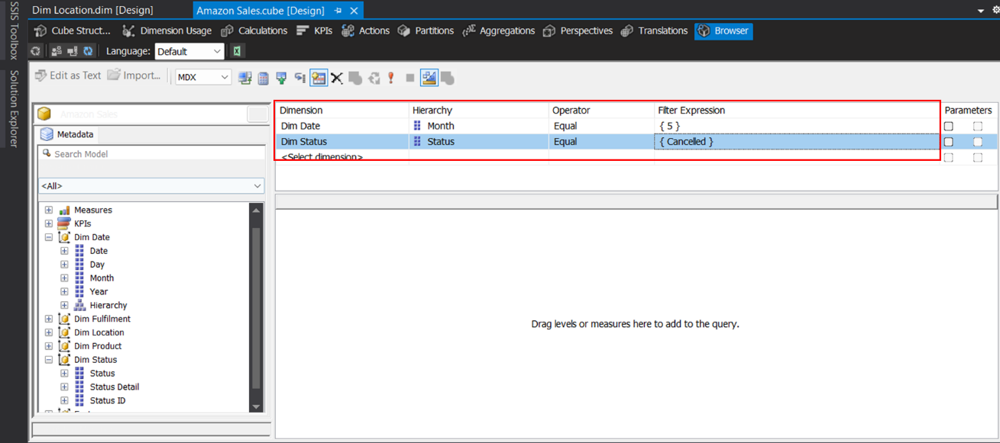 SSIS Toolbox
Solution Explorer
Dim Location.dim [Design]
Amazon Sales.cube [Design]
Cube Struct...
Dimension Usage
Calculations
KPIs
Actions
Partitions
Aggregations
Perspectives
Translations
Browser
Language: Default
Edit as Text Import... MDX
Amazon Sales
Metadata
Search Model
<All>
Measures
KPIs
Dim Date
Date
Day
Month
Year
Hierarchy
Dim Fulfilment
Dim Location
Dim Product
Dim Status
Status
Status Detail
Status ID
Dimension Hierarchy Operator Filter Expression Parameters
Dim Date Month Equal { 5 }
Dim Status Status Equal { Cancelled }
<Select dimension>
Drag levels or measures here to add to the query.